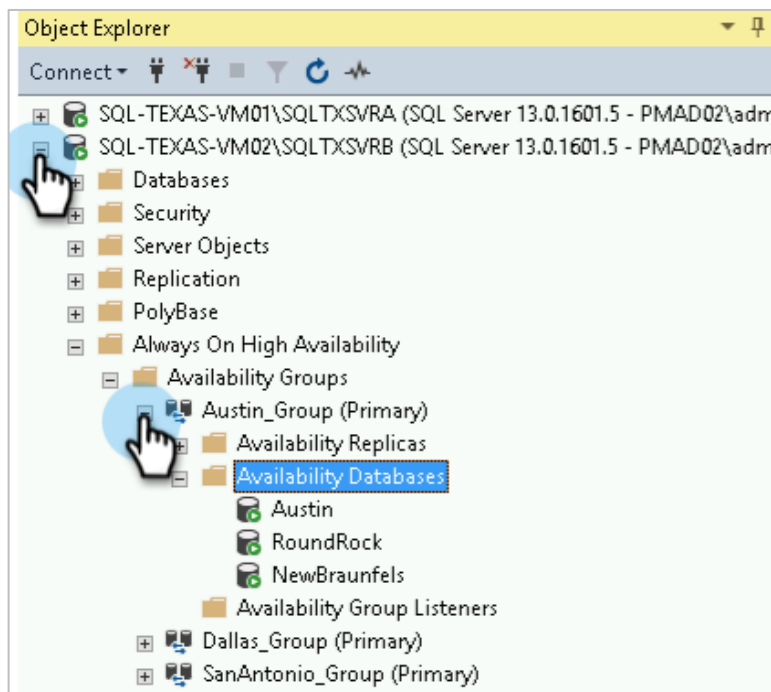 Object Explorer
Connect
SQL-TEXAS-VM01\SQLTXSVRA (SQL Server 13.0.1601.5 - PMAD02\adm
SQL-TEXAS-VM02\SQLTXSVRB (SQL Server 13.0.1601.5 - PMAD02\adm
Databases
Security
Server Objects
Replication
PolyBase
Always On High Availability
Availability Groups
Austin_Group (Primary)
Availability Replicas
Availability Databases
Austin
RoundRock
NewBraunfels
Availability Group Listeners
Dallas_Group (Primary)
SanAntonio_Group (Primary)